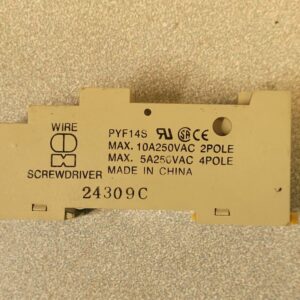 WIRE
SCREWDRIVER
PYF14S
MAX. 10A250VAC 2POLE
MAX. 5A250VAC 4POLE
MADE IN CHINA
24309C